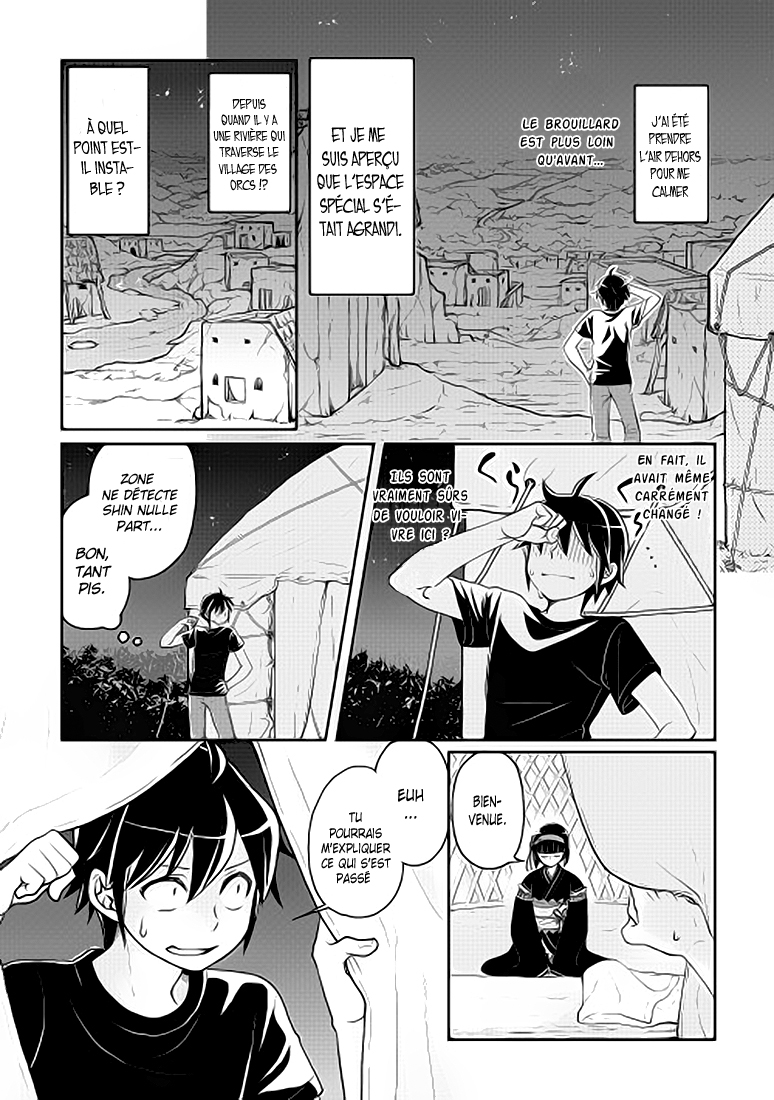 J'AI ÉTÉ
PRENDRE
L'AIR DEHORS
POUR ME
CALMER
LE BROUILLARD
EST PLUS LOIN
QU'AVANT...
ET JE ME
SUIS APERÇU
QUE L'ESPACE
SPÉCIAL S'É-
TAIT AGRANDI.
DEPUIS
QUAND IL Y A
UNE RIVIÈRE QUI
TRAVERSE LE
VILLAGE DES
ORCS !?
À QUEL
POINT EST-
IL INSTA-
BLE ?
EN FAIT, IL
AVAIT MÊME
CARRÉMENT
CHANGÉ !
くらっ
ILS SONT
VRAIMENT SÛRS
DE VOULOIR VI-
VRE ICI ?
ZONE
NE DÉTECTE
SHIN NULLE
PART...
BON,
TANT
PIS.
BIEN-
VENUE.
EUH
...
TU
POURRAIS
M'EXPLIQUER
CE QUI S'EST
PASSÉ